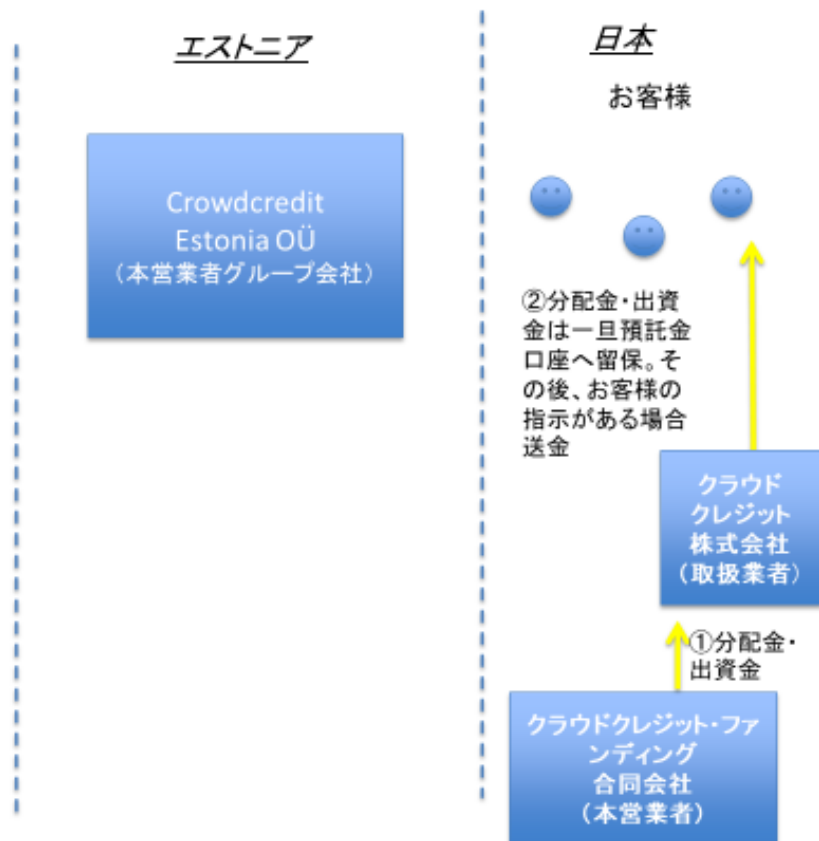 エストニア
Crowdcredit
Estonia OÜ
（本営業者グループ会社）
日本
お客様
②分配金・出資
金は一旦預託金
口座へ留保。そ
の後、お客様の
指示がある場合
送金
クラウド
クレジット
株式会社
（取扱業者）
①分配金・
出資金
クラウドクレジット・ファ
ンディング
合同会社
（本営業者）